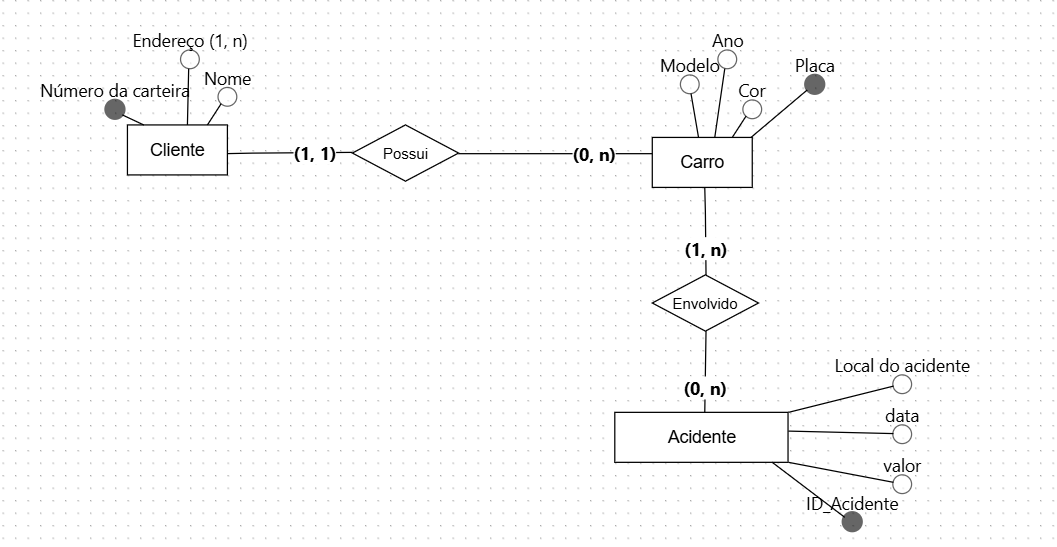 Endereço (1, n)
Número da carteira
Nome
Cliente
(1, 1)
Possui
(0, n)
Ano
Modelo
Placa
Cor
Carro
(1, n)
Envolvido
(0, n)
Acidente
Local do acidente
data
valor
ID_Acidente